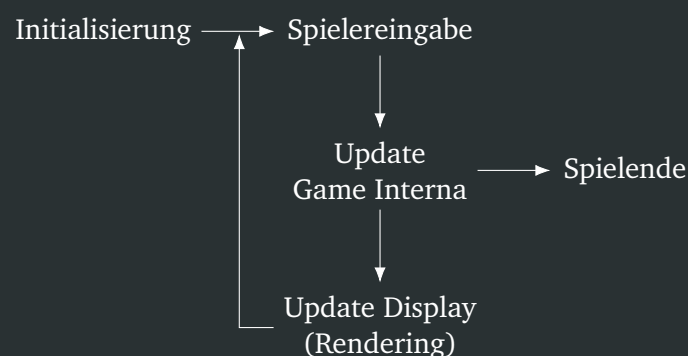 Initialisierung
Spielereingabe
Update
Game Interna
Spielende
Update Display
(Rendering)